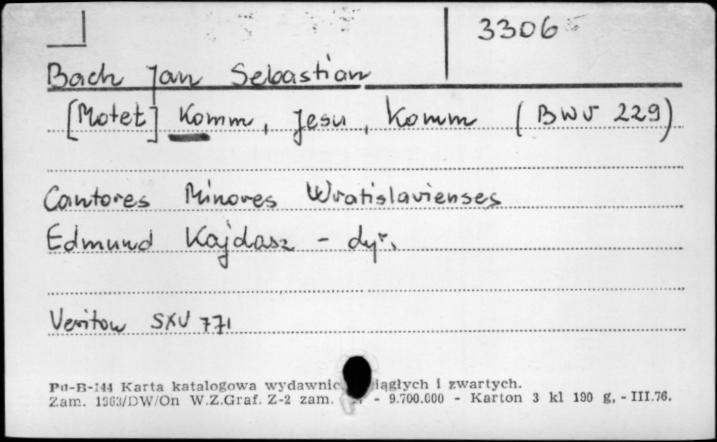 3306
Bach Jan Sebastian
[Motet] Komm, Jesu, Komm (BWV 229)
Cantores Minores Wratislavienses
Edmund Kajdasz - dyr.
Veriton SXV 771
Pu-B-144 Karta katalogowa wydawnic ciągłych i zwartych.
Zam. 1963/DW/On W.Z.Graf. Z-2 zam. - 9.700.000 - Karton 3 kl 190 g, - III.76.